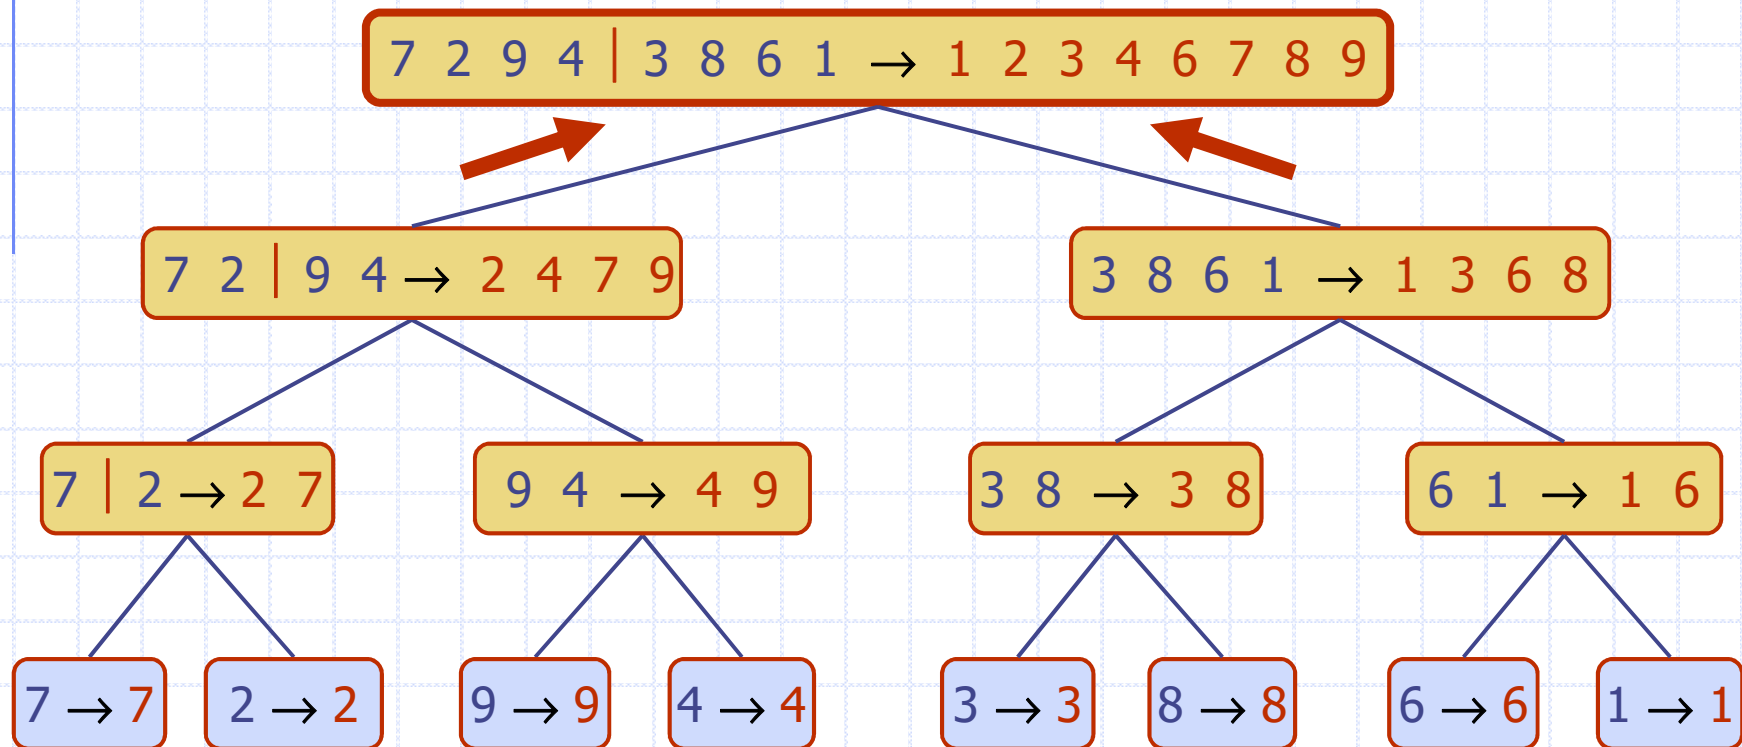 7 2 9 4 | 3 8 6 1 → 1 2 3 4 6 7 8 9
7 2 | 9 4 → 2 4 7 9
3 8 6 1 → 1 3 6 8
7 | 2 → 2 7
9 4 → 4 9
3 8 → 3 8
6 1 → 1 6
7 → 7
2 → 2
9 → 9
4 → 4
3 → 3
8 → 8
6 → 6
1 → 1